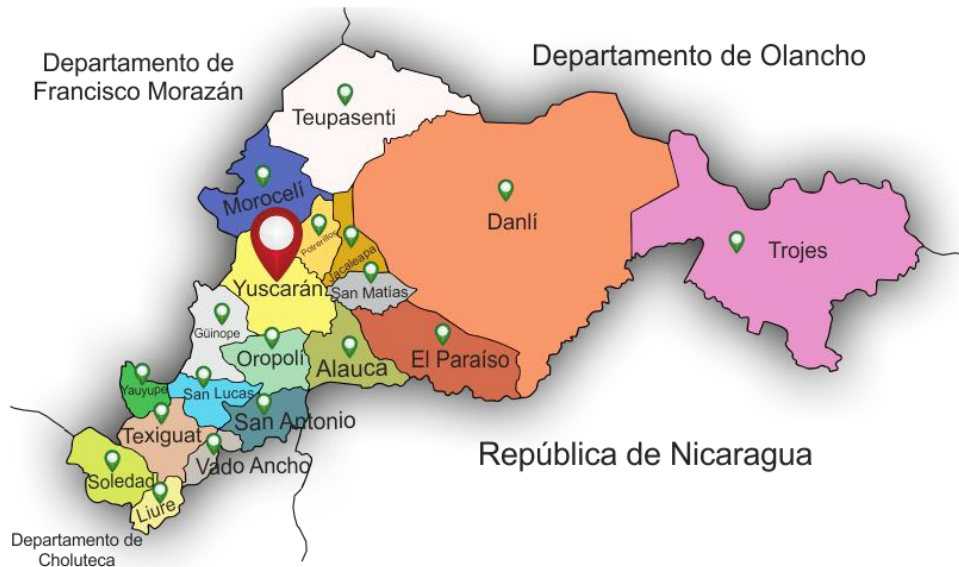 Departamento de
Francisco Morazán
Departamento de Olancho
Teupasenti
Morocelí
Danlí
Potrerillos
Trojes
Jacaleapa
Yuscarán
San Matías
Güinope
Oropolí
Alauca
El Paraíso
Yauyupe
San Lucas
San Antonio
Texiguat
República de Nicaragua
Vado Ancho
Soledad
Liure
Departamento de
Choluteca